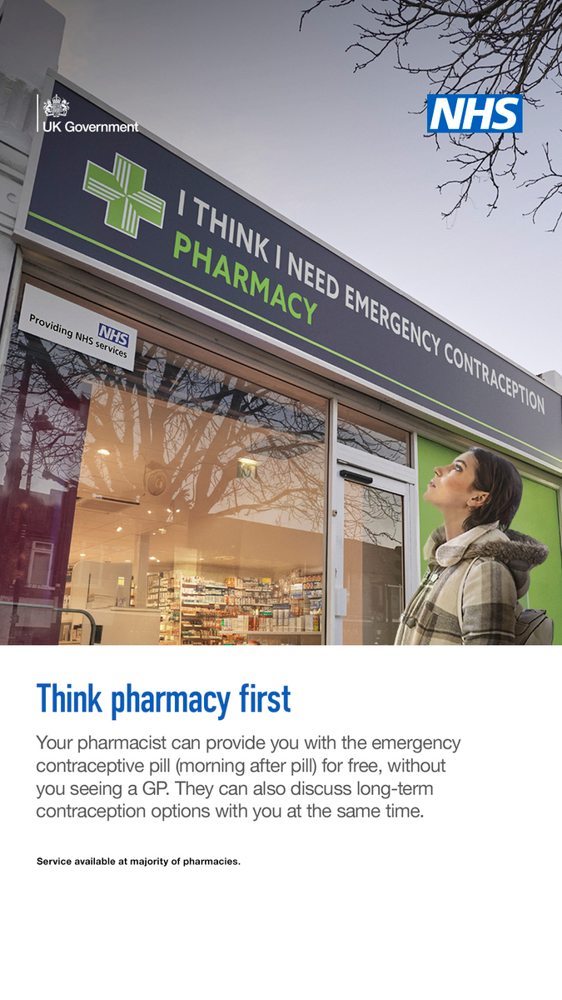 UK Government
NHS
I THINK I NEED EMERGENCY CONTRACEPTION
PHARMACY
NHS
Providing NHS services
Think pharmacy first
Your pharmacist can provide you with the emergency
contraceptive pill (morning after pill) for free, without
you seeing a GP. They can also discuss long-term
contraception options with you at the same time.
Service available at majority of pharmacies.